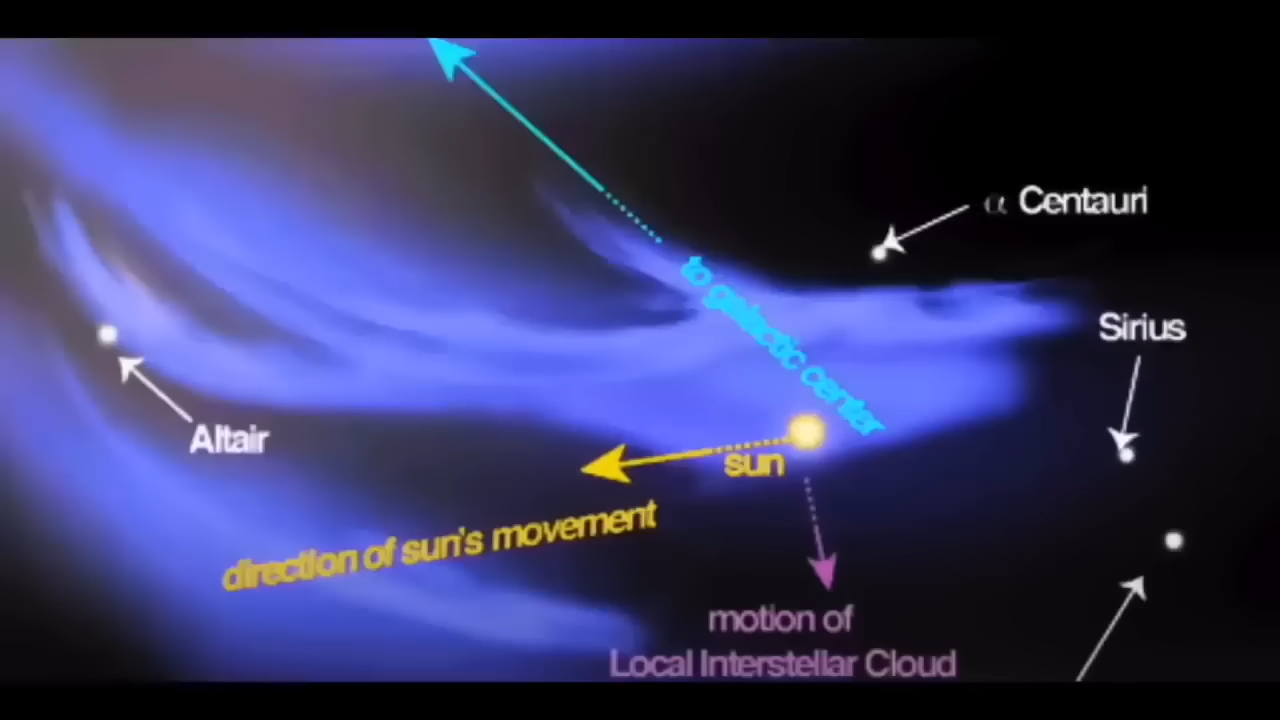 α Centauri
to galactic center
Sirius
Altair
sun
direction of sun's movement
motion of
Local Interstellar Cloud